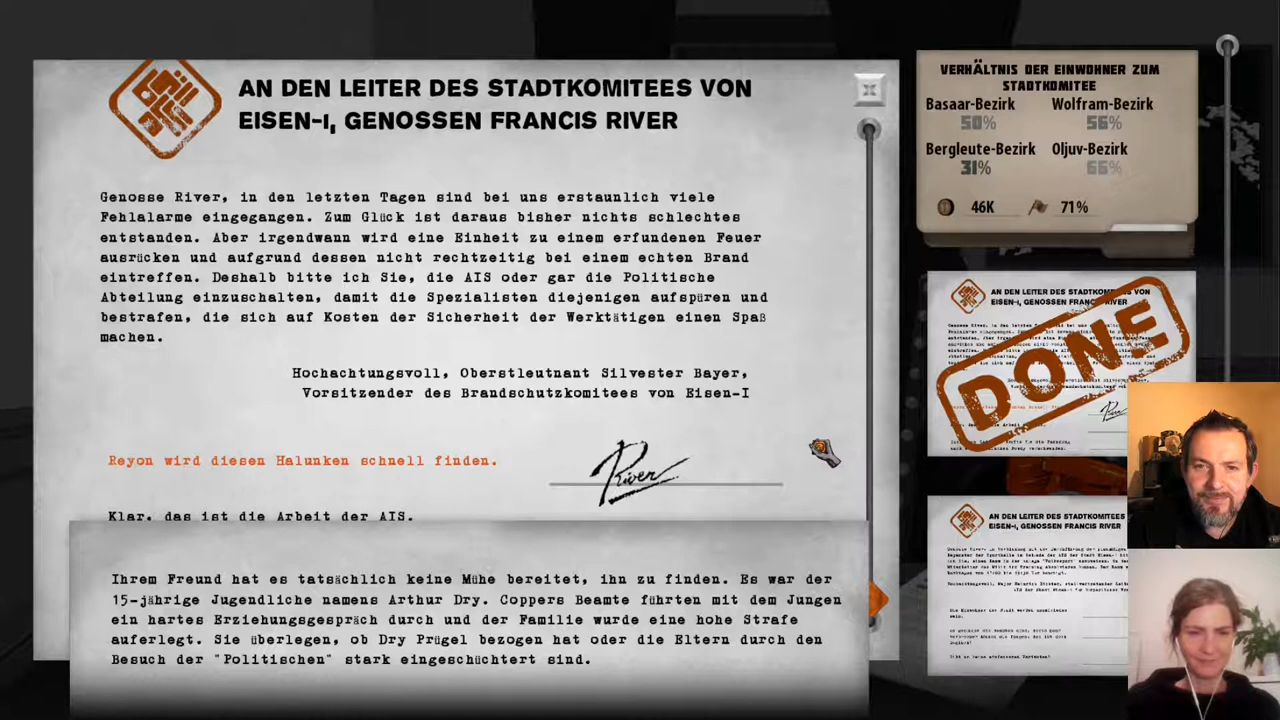 AN DEN LEITER DES STADTKOMITEES VON
EISEN-I, GENOSSEN FRANCIS RIVER
Genosse River, in den letzten Tagen sind bei uns erstaunlich viele
Fehlalarme eingegangen. Zum Glück ist daraus bisher nichts schlechtes
entstanden. Aber irgendwann wird eine Einheit zu einem erfundenen Feuer
ausrücken und aufgrund dessen nicht rechtzeitig bei einem echten Brand
eintreffen. Deshalb bitte ich Sie, die AIS oder gar die Politische
Abteilung einzuschalten, damit die Spezialisten diejenigen aufspüren und
bestrafen, die sich auf Kosten der Sicherheit der Werktätigen einen Spaß
machen.
Hochachtungsvoll, Oberstleutnant Silvester Bayer,
Vorsitzender des Brandschutzkomitees von Eisen-I
Reyon wird diesen Halunken schnell finden.
River
Klar, das ist die Arbeit der AIS.
Ihrem Freund hat es tatsächlich keine Mühe bereitet, ihn zu finden. Es war der
15-jährige Jugendliche namens Arthur Dry. Coppers Beamte führten mit dem Jungen
ein hartes Erziehungsgespräch durch und der Familie wurde eine hohe Strafe
auferlegt. Sie überlegen, ob Dry Prügel bezogen hat oder die Eltern durch den
Besuch der "Politischen" stark eingeschüchtert sind.
VERHÄLTNIS DER EINWOHNER ZUM
STADTKOMITEE
Basaar-Bezirk Wolfram-Bezirk
50% 56%
Bergleute-Bezirk Oljuv-Bezirk
31% 66%
46K 71%
AN DEN LEITER DES STADTKOMITEES VON
EISEN-I, GENOSSEN FRANCIS RIVER
DONE
AN DEN LEITER DES STADTKOMITEES
EISEN-I, GENOSSEN FRANCIS RIVER